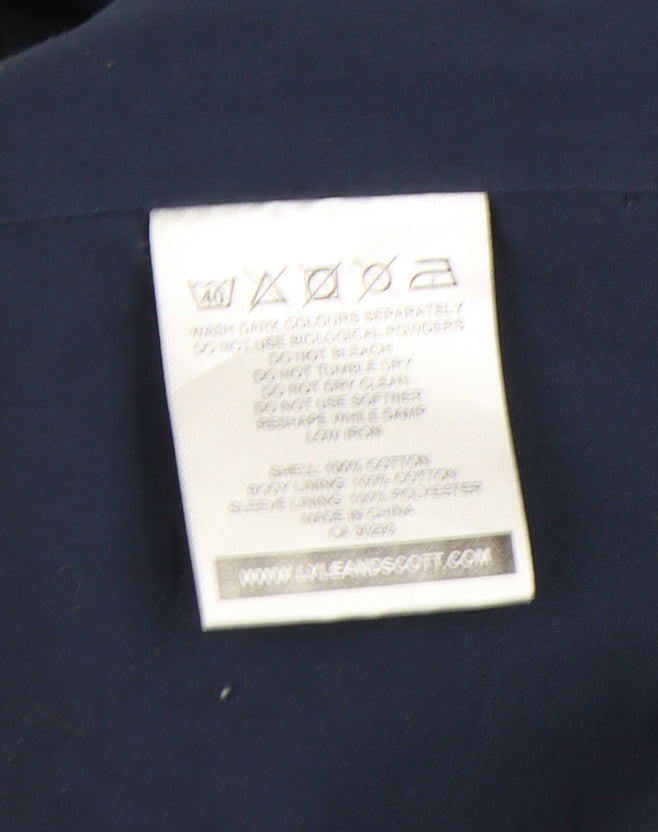 40
WASH DARK COLOURS SEPARATELY
DO NOT USE BIOLOGICAL POWDERS
DO NOT BLEACH
DO NOT TUMBLE DRY
DO NOT DRY CLEAN
DO NOT USE SOFTNER
RESHAPE WHILE DAMP
LOW IRON
SHELL: 100% COTTON
BODY LINING: 100% COTTON
SLEEVE LINING: 100% POLYESTER
MADE IN CHINA
CA
WWW.LYLEANDSCOTT.COM